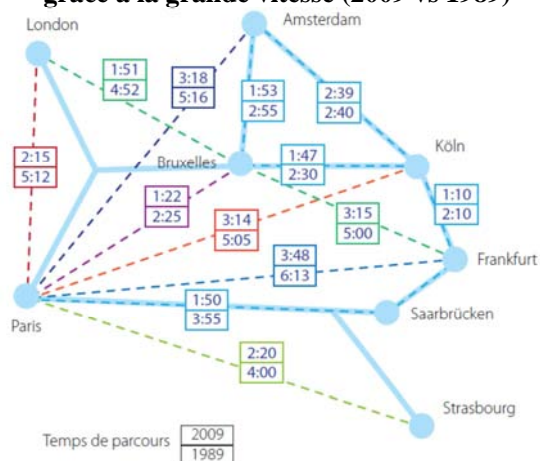 grâce à la grande vitesse (2009 vs 1989)
London
Amsterdam
1:51
4:52
3:18
5:16
1:53
2:55
2:39
2:40
Köln
Bruxelles
1:47
2:30
2:15
5:12
1:22
2:25
3:14
5:05
3:15
5:00
1:10
2:10
3:48
6:13
Frankfurt
1:50
3:55
Paris
Saarbrücken
2:20
4:00
Strasbourg
Temps de parcours
2009
1989